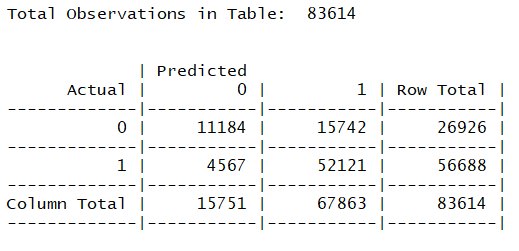 Total Observations in Table:  83614
             | Predicted
      Actual |         0 |         1 | Row Total |
-------------|-----------|-----------|-----------|
           0 |     11184 |     15742 |     26926 |
-------------|-----------|-----------|-----------|
           1 |      4567 |     52121 |     56688 |
-------------|-----------|-----------|-----------|
Column Total |     15751 |     67863 |     83614 |
-------------|-----------|-----------|-----------|